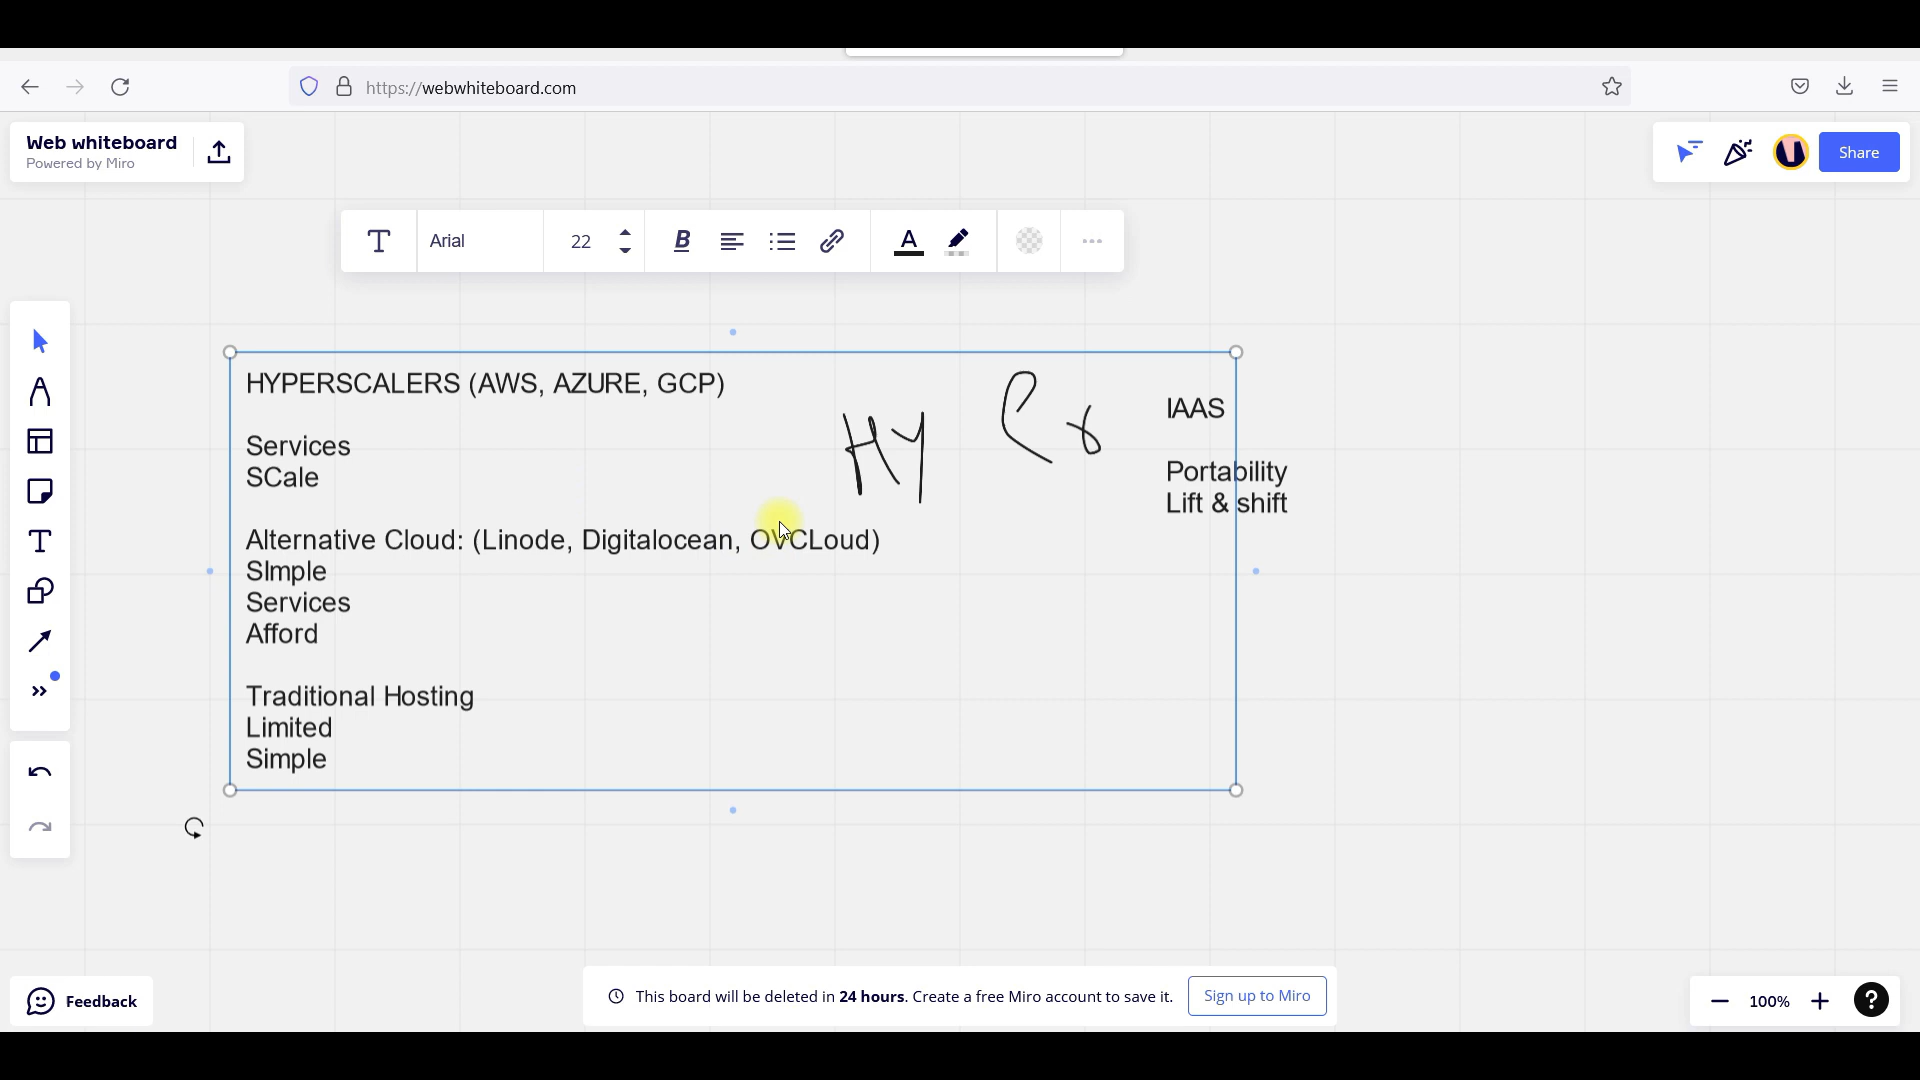 https://webwhiteboard.com
Web whiteboard
Powered by Miro
Share
Arial
22
B
A
HYPERSCALERS (AWS, AZURE, GCP)
Services
SCale
Alternative Cloud: (Linode, Digitalocean, OVCLoud)
SImple
Services
Afford
Traditional Hosting
Limited
Simple
HY
IAAS
Portability
Lift & shift
Feedback
This board will be deleted in 24 hours. Create a free Miro account to save it.
Sign up to Miro
100%